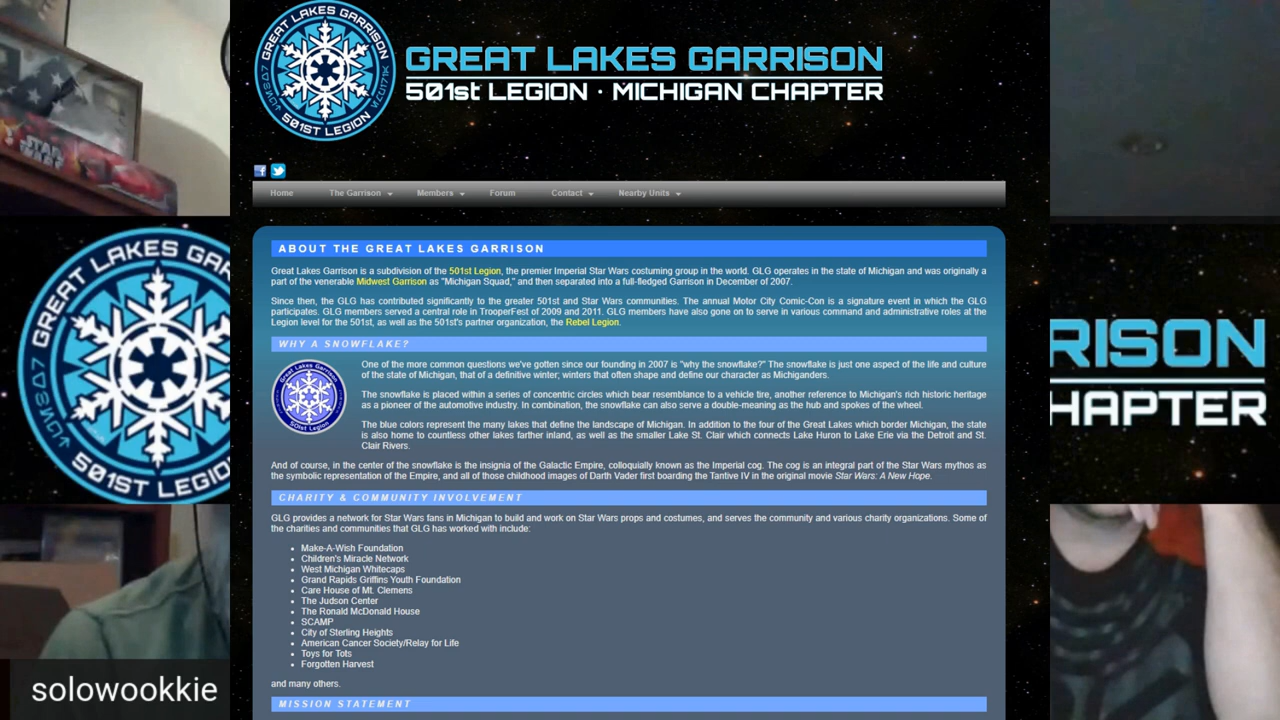 GREAT LAKES GARRISON
501ST LEGION
GREAT LAKES GARRISON
501st LEGION · MICHIGAN CHAPTER
STAR
WARS
Home The Garrison Members Forum Contact Nearby Units
ABOUT THE GREAT LAKES GARRISON
Great Lakes Garrison is a subdivision of the 501st Legion, the premier Imperial Star Wars costuming group in the world. GLG operates in the state of Michigan and was originally a
part of the venerable Midwest Garrison as "Michigan Squad," and then separated into a full-fledged Garrison in December of 2007.
Since then, the GLG has contributed significantly to the greater 501st and Star Wars communities. The annual Motor City Comic-Con is a signature event in which the GLG
participates. GLG members served a central role in TrooperFest of 2009 and 2011. GLG members have also gone on to serve in various command and administrative roles at the
Legion level for the 501st, as well as the 501st's partner organization, the Rebel Legion.
WHY A SNOWFLAKE?
Great Lakes Garrison
501st Legion
One of the more common questions we've gotten since our founding in 2007 is "why the snowflake?" The snowflake is just one aspect of the life and culture
of the state of Michigan, that of a definitive winter; winters that often shape and define our character as Michiganders.
The snowflake is placed within a series of concentric circles which bear resemblance to a vehicle tire, another reference to Michigan's rich historic heritage
as a pioneer of the automotive industry. In combination, the snowflake can also serve a double-meaning as the hub and spokes of the wheel.
The blue colors represent the many lakes that define the landscape of Michigan. In addition to the four of the Great Lakes which border Michigan, the state
is also home to countless other lakes farther inland, as well as the smaller Lake St. Clair which connects Lake Huron to Lake Erie via the Detroit and St.
Clair Rivers.
And of course, in the center of the snowflake is the insignia of the Galactic Empire, colloquially known as the Imperial cog. The cog is an integral part of the Star Wars mythos as
the symbolic representation of the Empire, and all of those childhood images of Darth Vader first boarding the Tantive IV in the original movie Star Wars: A New Hope.
CHARITY & COMMUNITY INVOLVEMENT
GLG provides a network for Star Wars fans in Michigan to build and work on Star Wars props and costumes, and serves the community and various charity organizations. Some of
the charities and communities that GLG has worked with include:
• Make-A-Wish Foundation
• Children's Miracle Network
• West Michigan Whitecaps
• Grand Rapids Griffins Youth Foundation
• Care House of Mt. Clemens
• The Judson Center
• The Ronald McDonald House
• SCAMP
• City of Sterling Heights
• American Cancer Society/Relay for Life
• Toys for Tots
• Forgotten Harvest
and many others.
MISSION STATEMENT
GREAT LAKES GARR
501ST LEGION
RISON
HAPTER
solowookkie